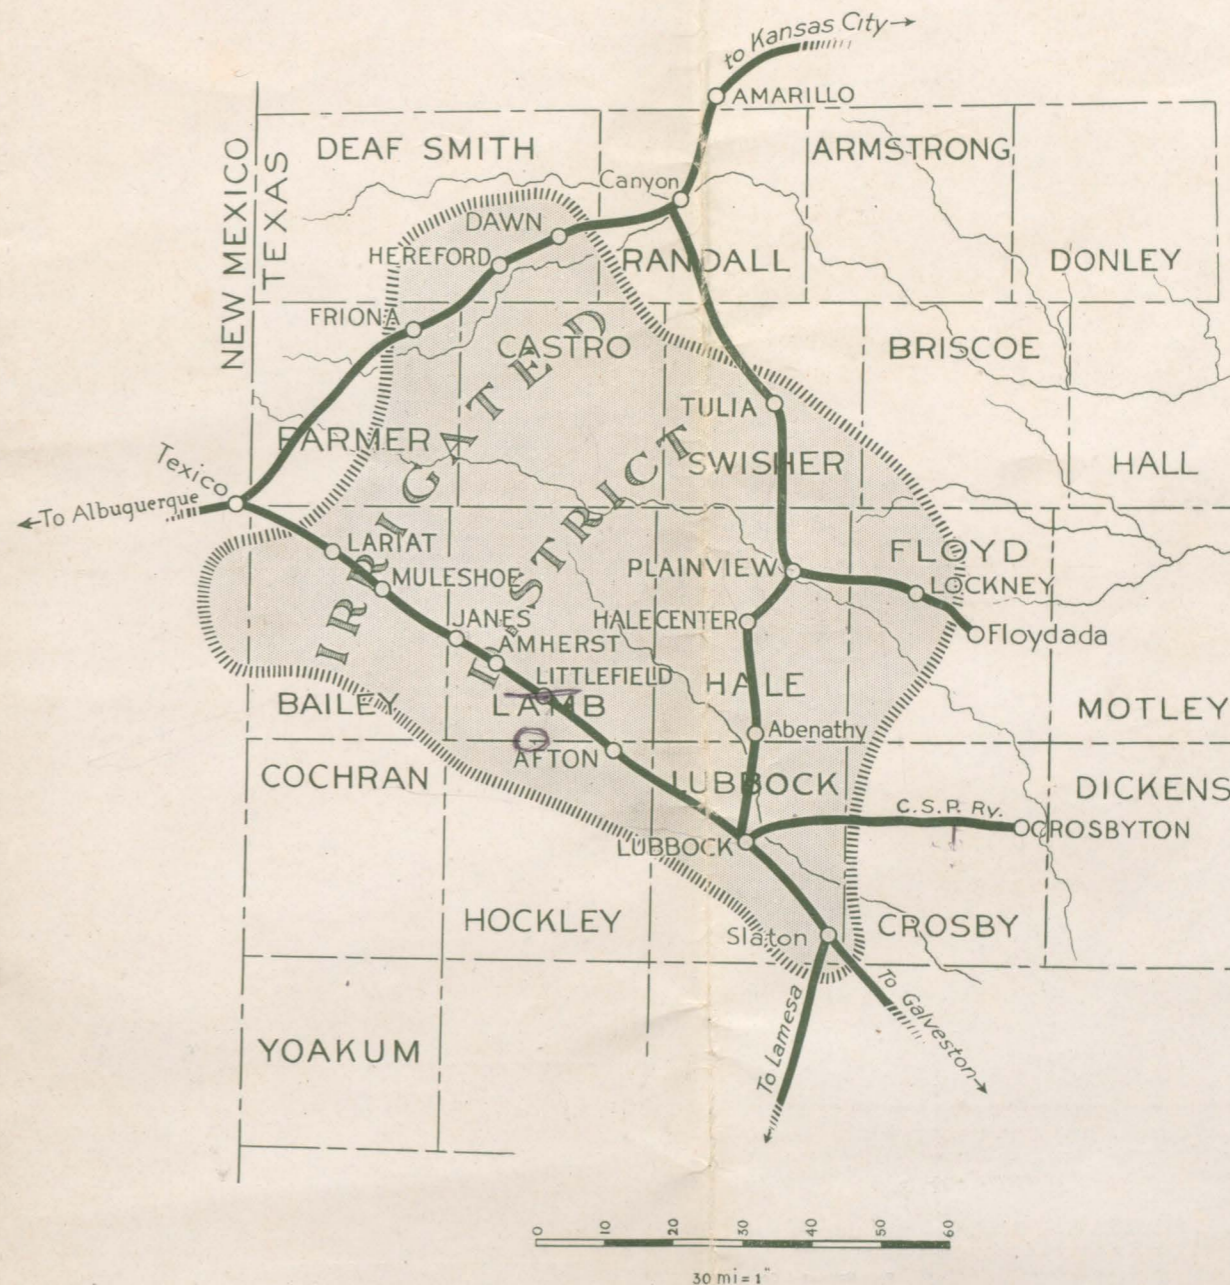 to Kansas City
AMARILLO
DEAF SMITH
ARMSTRONG
NEW MEXICO
TEXAS
Canyon
DAWN
HEREFORD
RANDALL
DONLEY
FRIONA
CASTRO
BRISCOE
TULIA
PARMER
SWISHER
HALL
IRRIGATED
DISTRICT
Texico
To Albuquerque
LARIAT
FLOYD
PLAINVIEW
MULESHOE
LOCKNEY
JANES
HALE CENTER
Floydada
AMHERST
LITTLEFIELD
HALE
BAILEY
LAMB
MOTLEY
Abenathy
AFTON
COCHRAN
LUBBOCK
DICKENS
C.S.P. Ry.
CROSBYTON
LUBBOCK
HOCKLEY
CROSBY
Slaton
To Lamesa
To Galveston
YOAKUM
0 10 20 30 40 50 60
30 mi = 1"